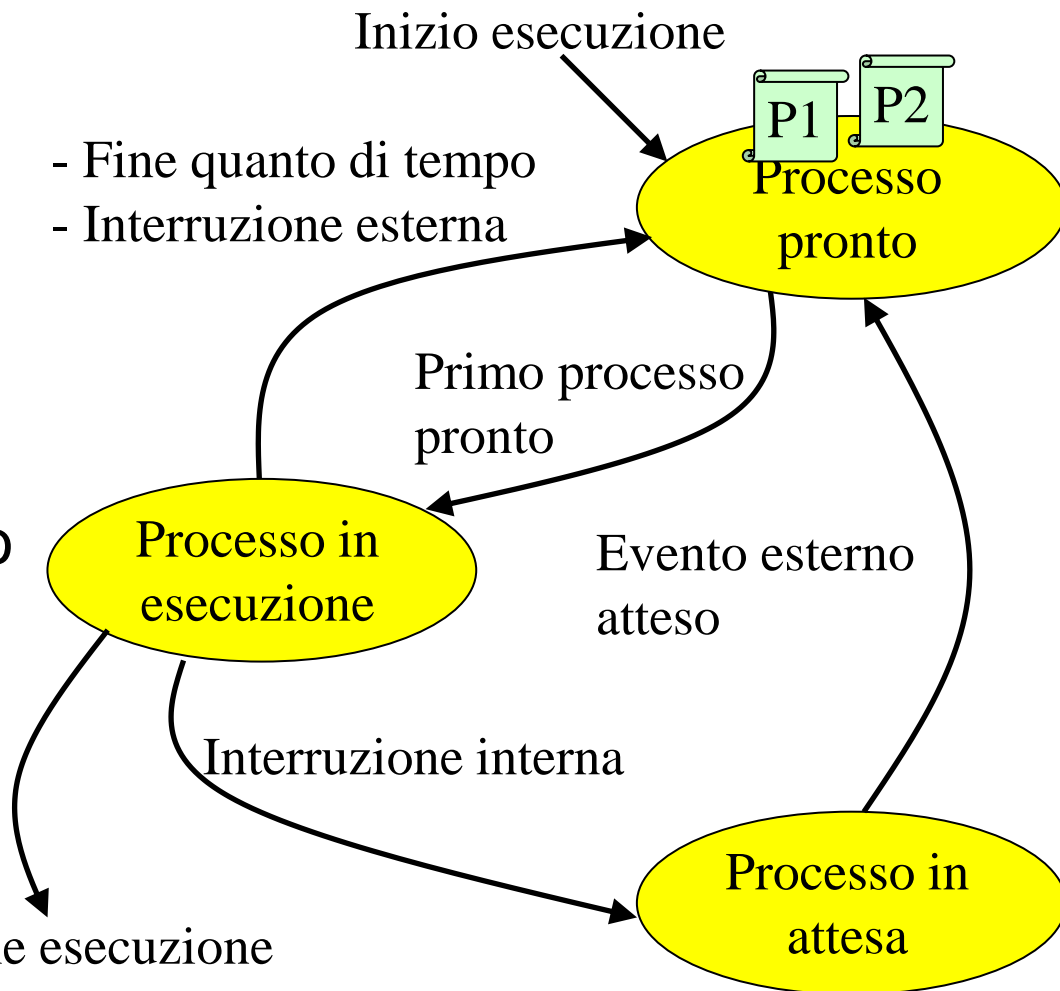 Inizio esecuzione
P1
P2
- Fine quanto di tempo
- Interruzione esterna
Processo
pronto
Primo processo
pronto
Processo in
esecuzione
Evento esterno
atteso
Interruzione interna
Processo in
attesa
esecuzione